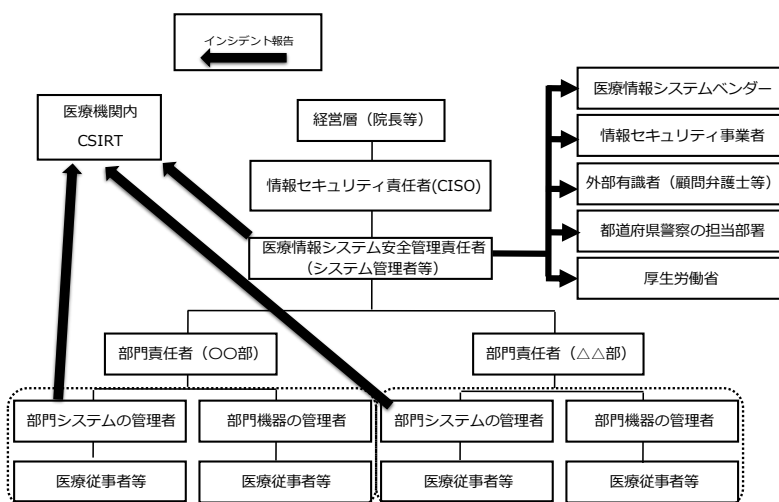 インシデント報告
医療機関内
CSIRT
経営層（院長等）
情報セキュリティ責任者(CISO)
医療情報システム安全管理責任者
（システム管理者等）
医療情報システムベンダー
情報セキュリティ事業者
外部有識者（顧問弁護士等）
都道府県警察の担当部署
厚生労働省
部門責任者（〇〇部）
部門責任者（△△部）
部門システムの管理者
部門機器の管理者
部門システムの管理者
部門機器の管理者
医療従事者等
医療従事者等
医療従事者等
医療従事者等